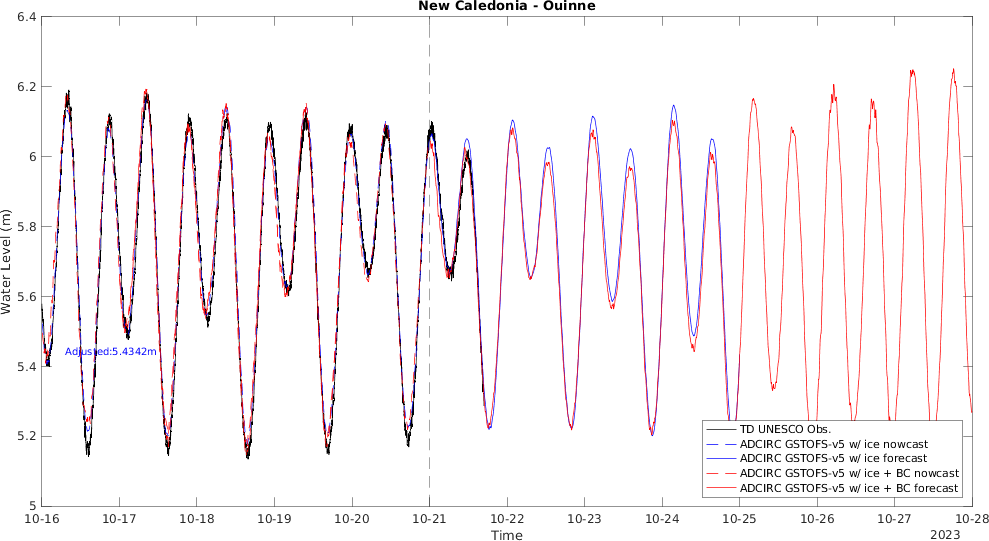 New Caledonia - Ouinne
6.4
6.2
6
5.8
5.6
5.4
5.2
5
Water Level (m)
Adjusted:5.4342m
TD UNESCO Obs.
ADCIRC GSTOFS-v5 w/ ice nowcast
ADCIRC GSTOFS-v5 w/ ice forecast
ADCIRC GSTOFS-v5 w/ ice + BC nowcast
ADCIRC GSTOFS-v5 w/ ice + BC forecast
10-16 10-17 10-18 10-19 10-20 10-21 10-22 10-23 10-24 10-25 10-26 10-27 10-28
Time
2023